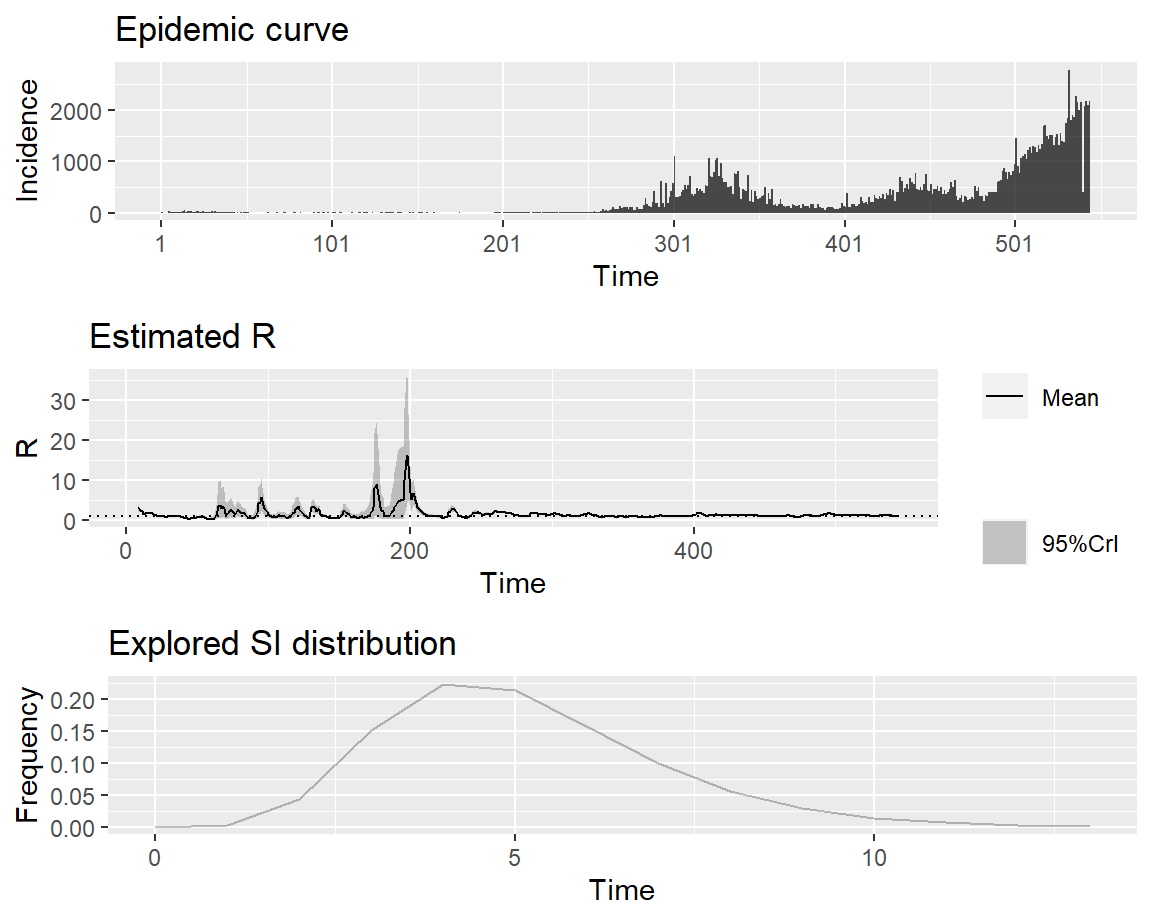 Epidemic curve
Incidence
2000
1000
0
1 101 201 301 401 501
Time
Estimated R
R
30
20
10
0
0 200 400
Time
Mean
95%CrI
Explored SI distribution
Frequency
0.20
0.15
0.10
0.05
0.00
0 5 10
Time